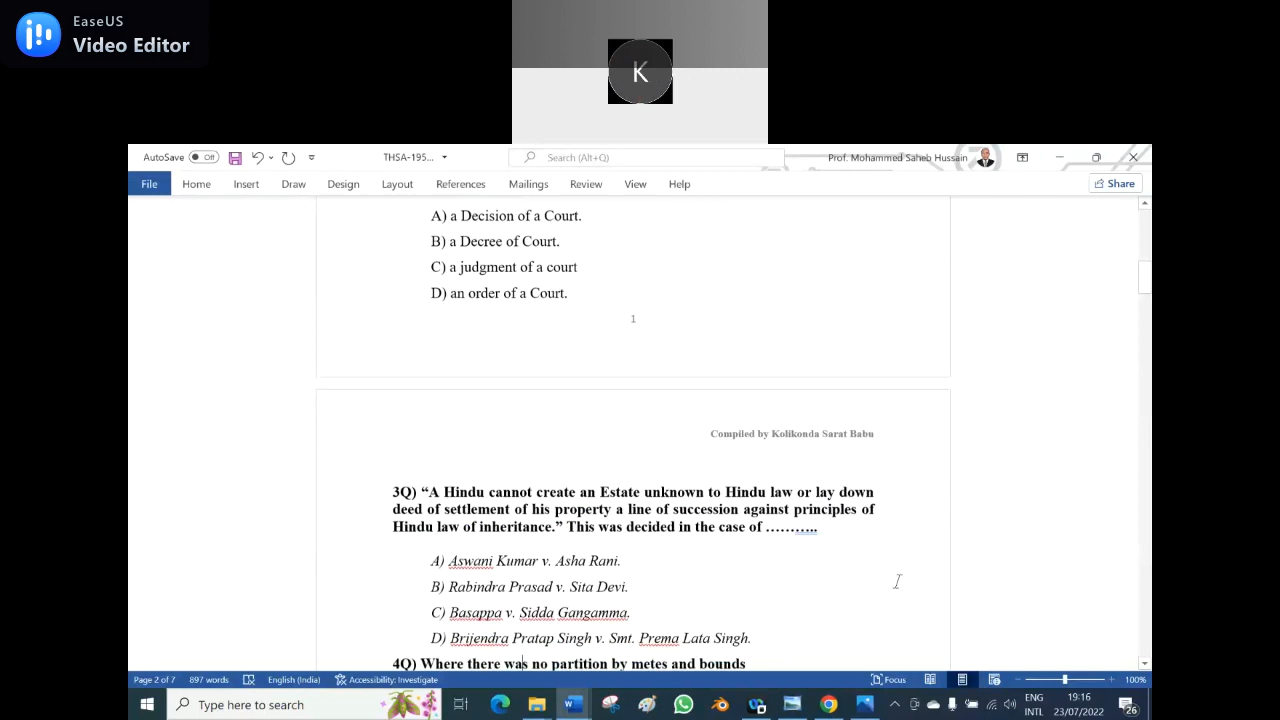 EaseUS
Video Editor
K
AutoSave Off THSA-195... Search (Alt+Q) Prof. Mohammed Saheb Hussain
File Home Insert Draw Design Layout References Mailings Review View Help Share
A) a Decision of a Court.
B) a Decree of Court.
C) a judgment of a court
D) an order of a Court.
1
Compiled by Kolikonda Sarat Babu
3Q) “A Hindu cannot create an Estate unknown to Hindu law or lay down
deed of settlement of his property a line of succession against principles of
Hindu law of inheritance.” This was decided in the case of ………..
A) Aswani Kumar v. Asha Rani.
B) Rabindra Prasad v. Sita Devi.
C) Basappa v. Sidda Gangamma.
D) Brijendra Pratap Singh v. Smt. Prema Lata Singh.
4Q) Where there was no partition by metes and bounds
Page 2 of 7 897 words English (India) Accessibility: Investigate Focus 100%
Type here to search ENG 19:16
INTL 23/07/2022 26